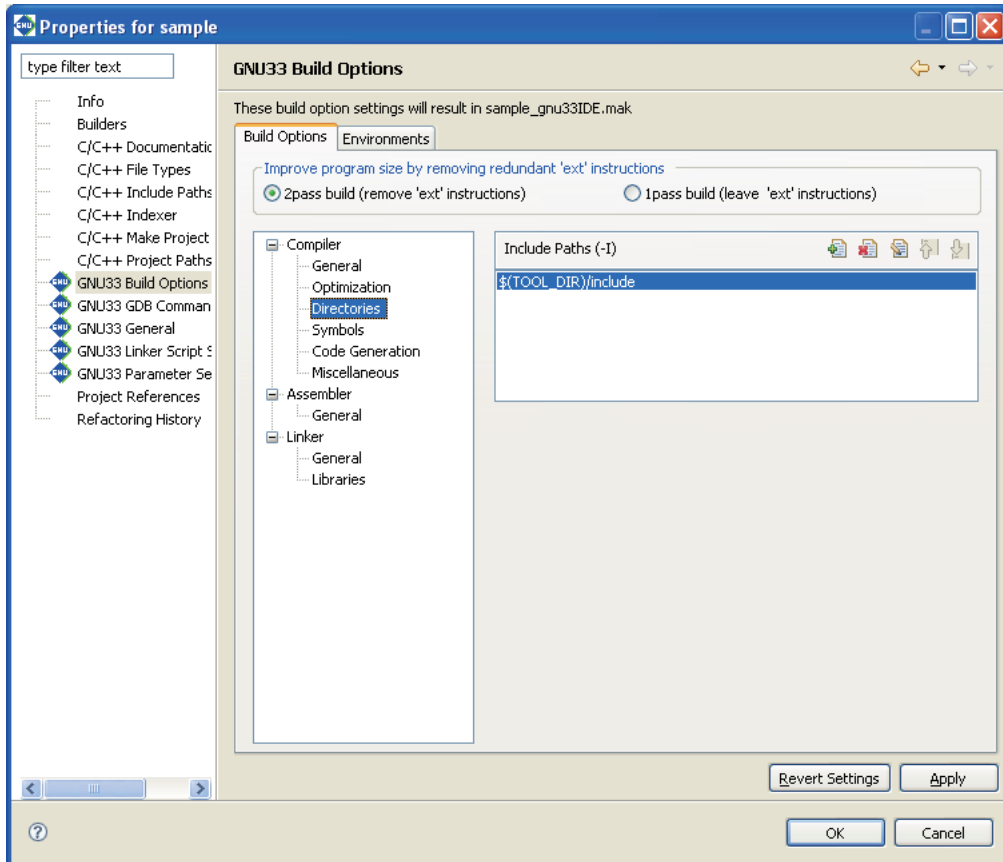 Properties for sample
type filter text
Info
Builders
C/C++ Documentatic
C/C++ File Types
C/C++ Include Paths
C/C++ Indexer
C/C++ Make Project
C/C++ Project Paths
GNU33 Build Options
GNU33 GDB Comman
GNU33 General
GNU33 Linker Script S
GNU33 Parameter Se
Project References
Refactoring History
GNU33 Build Options
These build option settings will result in sample_gnu33IDE.mak
Build Options
Environments
Improve program size by removing redundant 'ext' instructions
2pass build (remove 'ext' instructions)
1pass build (leave 'ext' instructions)
Compiler
General
Optimization
Directories
Symbols
Code Generation
Miscellaneous
Assembler
General
Linker
General
Libraries
Include Paths (-I)
$(TOOL_DIR)/include
Revert Settings
Apply
OK
Cancel